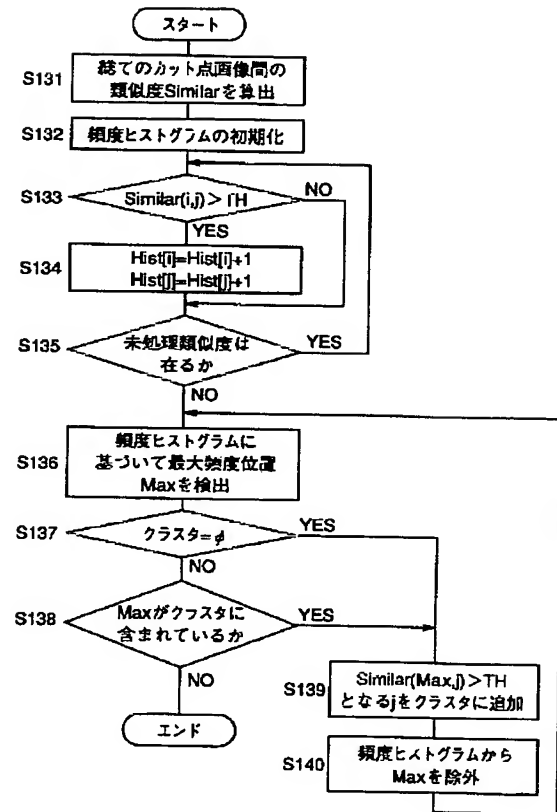 スタート
S131
総てのカット点画像間の
類似度Similarを算出
S132
頻度ヒストグラムの初期化
S133
Similar(i,j)>TH
NO
YES
S134
Hist[i]=Hist[i]+1
Hist[j]=Hist[j]+1
S135
未処理類似度は
在るか
YES
NO
S136
頻度ヒストグラムに
基づいて最大頻度位置
Maxを検出
S137
クラスタ=φ
YES
NO
S138
Maxがクラスタに
含まれているか
YES
NO
S139
Similar(Max,j)>TH
となるjをクラスタに追加
エンド
S140
頻度ヒストグラムから
Maxを除外